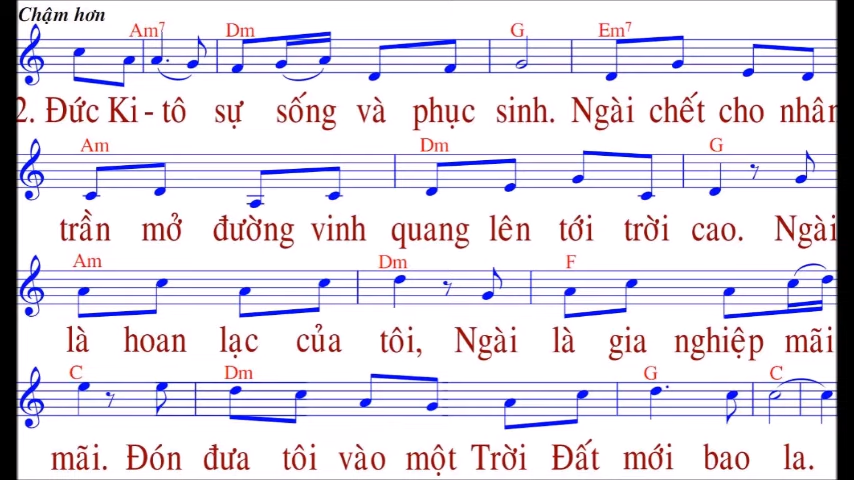 Chậm hơn
Am7 Dm G Em7
2. Đức Ki - tô sự sống và phục sinh. Ngài chết cho nhân
Am Dm G
trần mở đường vinh quang lên tới trời cao. Ngài
Am Dm F
là hoan lạc của tôi, Ngài là gia nghiệp mãi
C Dm G C
mãi. Đón đưa tôi vào một Trời Đất mới bao la.